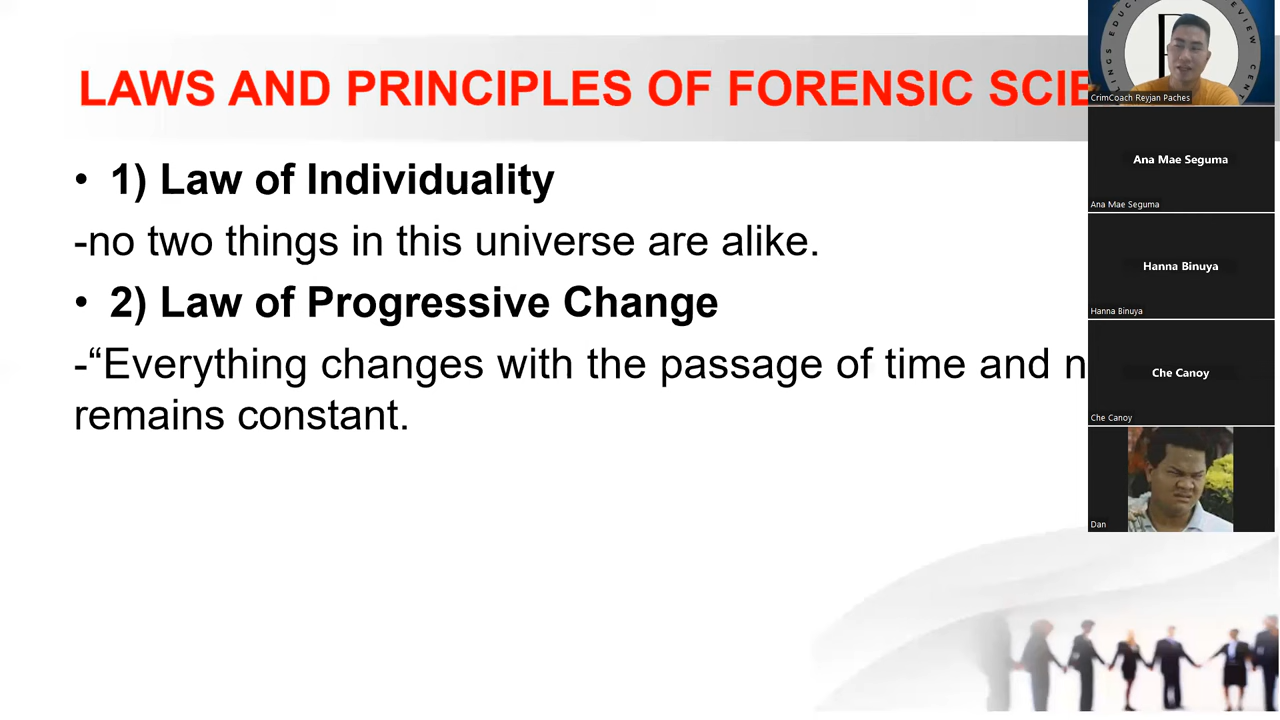 LAWS AND PRINCIPLES OF FORENSIC
• 1) Law of Individuality
-no two things in this universe are alike.
• 2) Law of Progressive Change
-“Everything changes with the passage of time and
remains constant.
CrimCoach Reyjan Paches
Ana Mae Seguma
Ana Mae Seguma
Hanna Binuya
Hanna Binuya
Che Canoy
Che Canoy
Dan